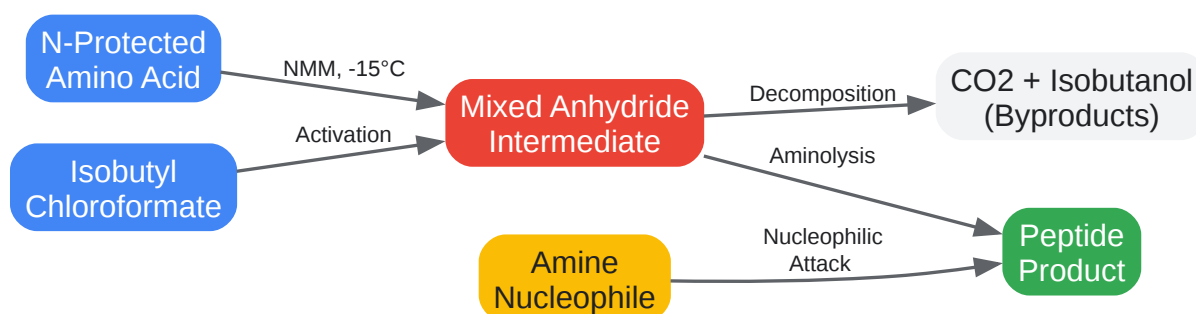 N-Protected
Amino Acid
NMM, -15°C
Isobutyl
Chloroformate
Activation
Mixed Anhydride
Intermediate
Decomposition
CO2 + Isobutanol
(Byproducts)
Aminolysis
Amine
Nucleophile
Nucleophilic
Attack
Peptide
Product